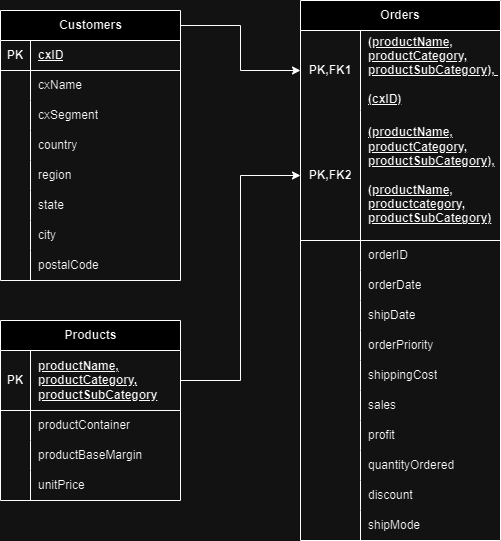 Customers
PK
cxID
cxName
cxSegment
country
region
state
city
postalCode
Products
PK
productName,
productCategory,
productSubCategory
productContainer
productBaseMargin
unitPrice
Orders
PK,FK1
(productName,
productCategory,
productSubCategory),
(cxID)
PK,FK2
(productName,
productCategory,
productSubCategory),
(productName,
productcategory,
productSubCategory)
orderID
orderDate
shipDate
orderPriority
shippingCost
sales
profit
quantityOrdered
discount
shipMode